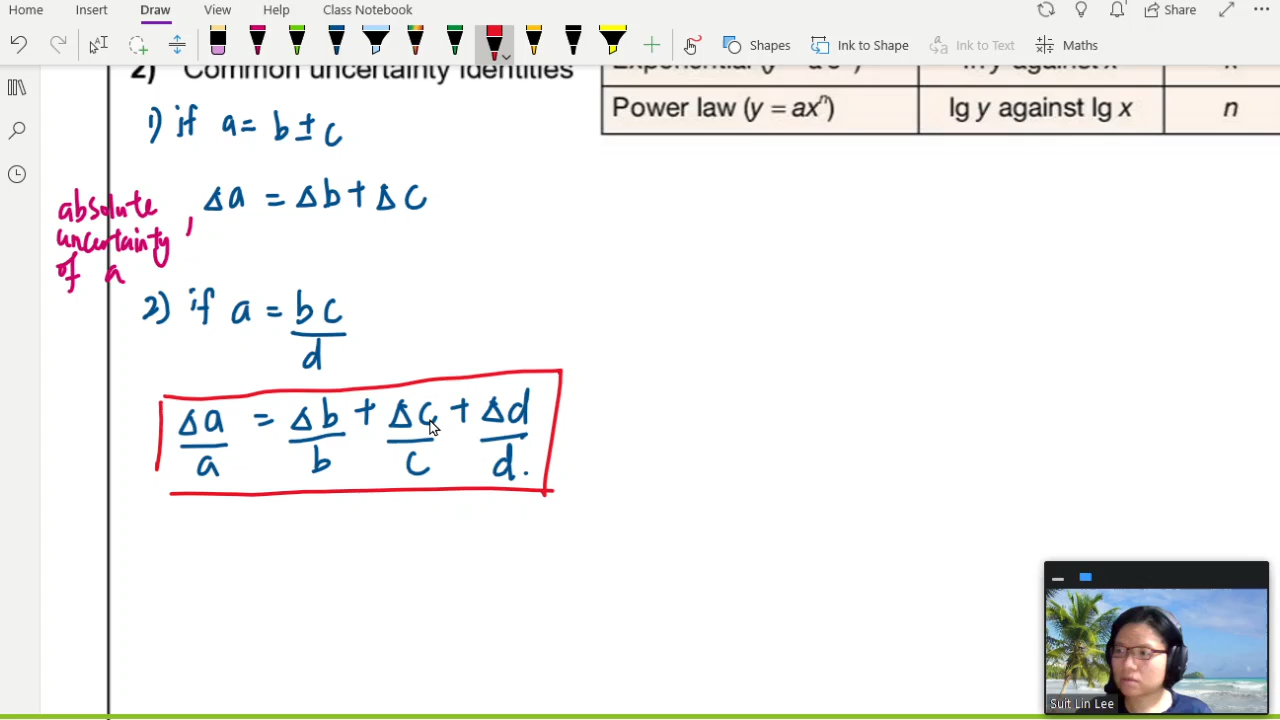 Home Insert Draw View Help Class Notebook Share
Shapes Ink to Shape Ink to Text Maths
2) Common uncertainty identities
Power law (y = axⁿ) lg y against lg x n
1) if a = b ± c
absolute uncertainty of a , Δa = Δb + Δc
2) if a = bc/d
Δa/a = Δb/b + Δc/c + Δd/d.
Suit Lin Lee